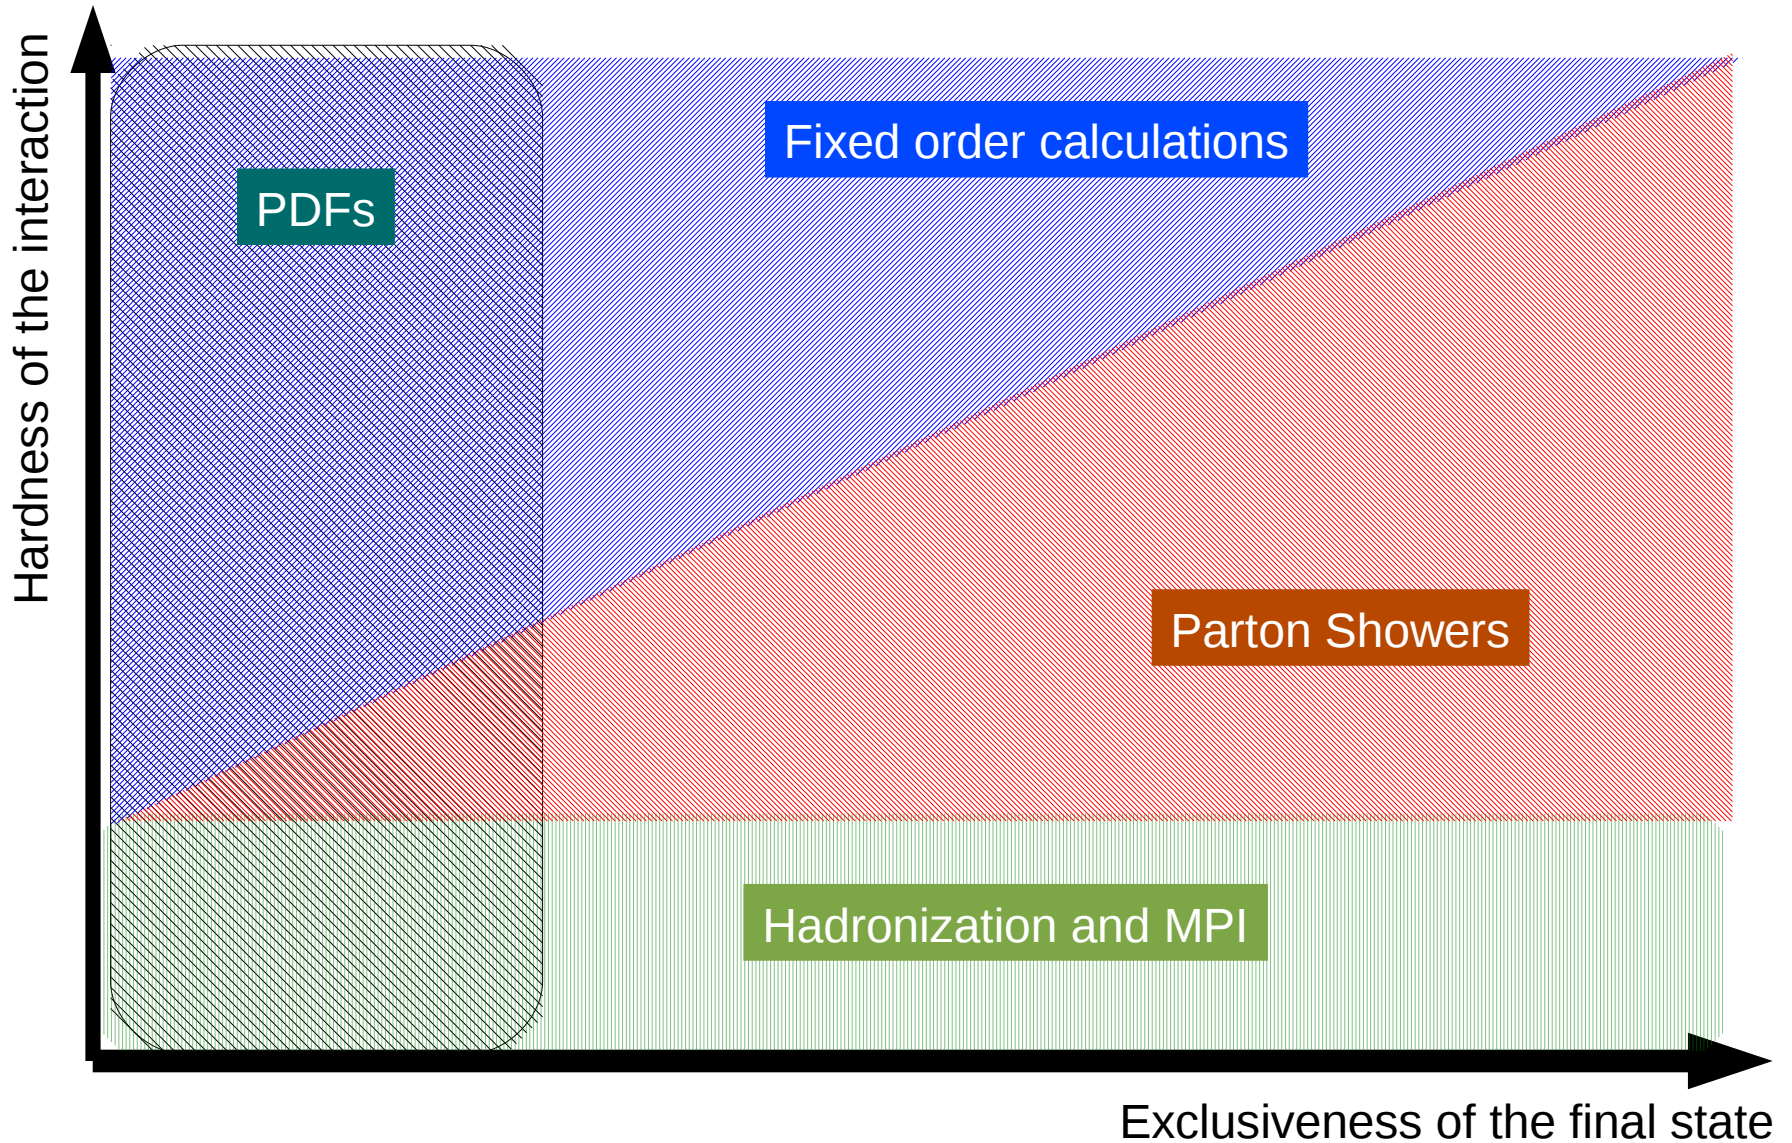 Hardness of the interaction
Fixed order calculations
PDFs
Parton Showers
Hadronization and MPI
Exclusiveness of the final state